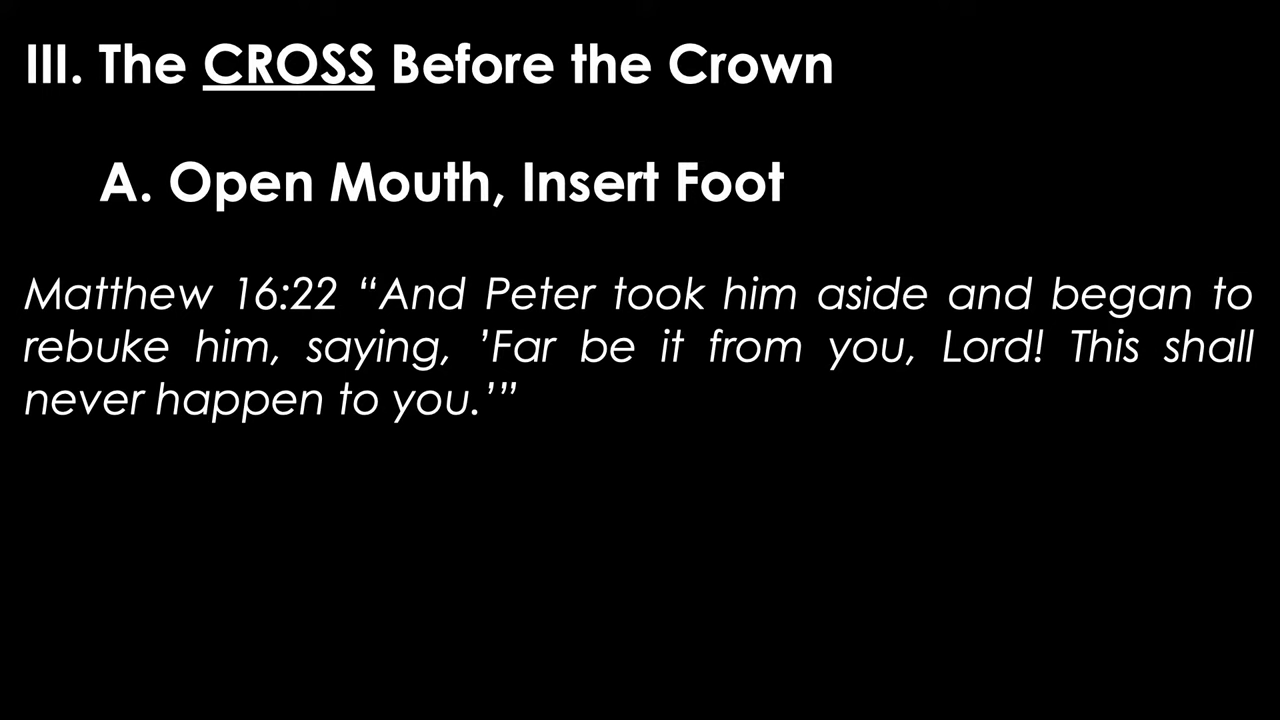 III. The CROSS Before the Crown
A. Open Mouth, Insert Foot
Matthew 16:22 “And Peter took him aside and began to
rebuke him, saying, ’Far be it from you, Lord! This shall
never happen to you.’”